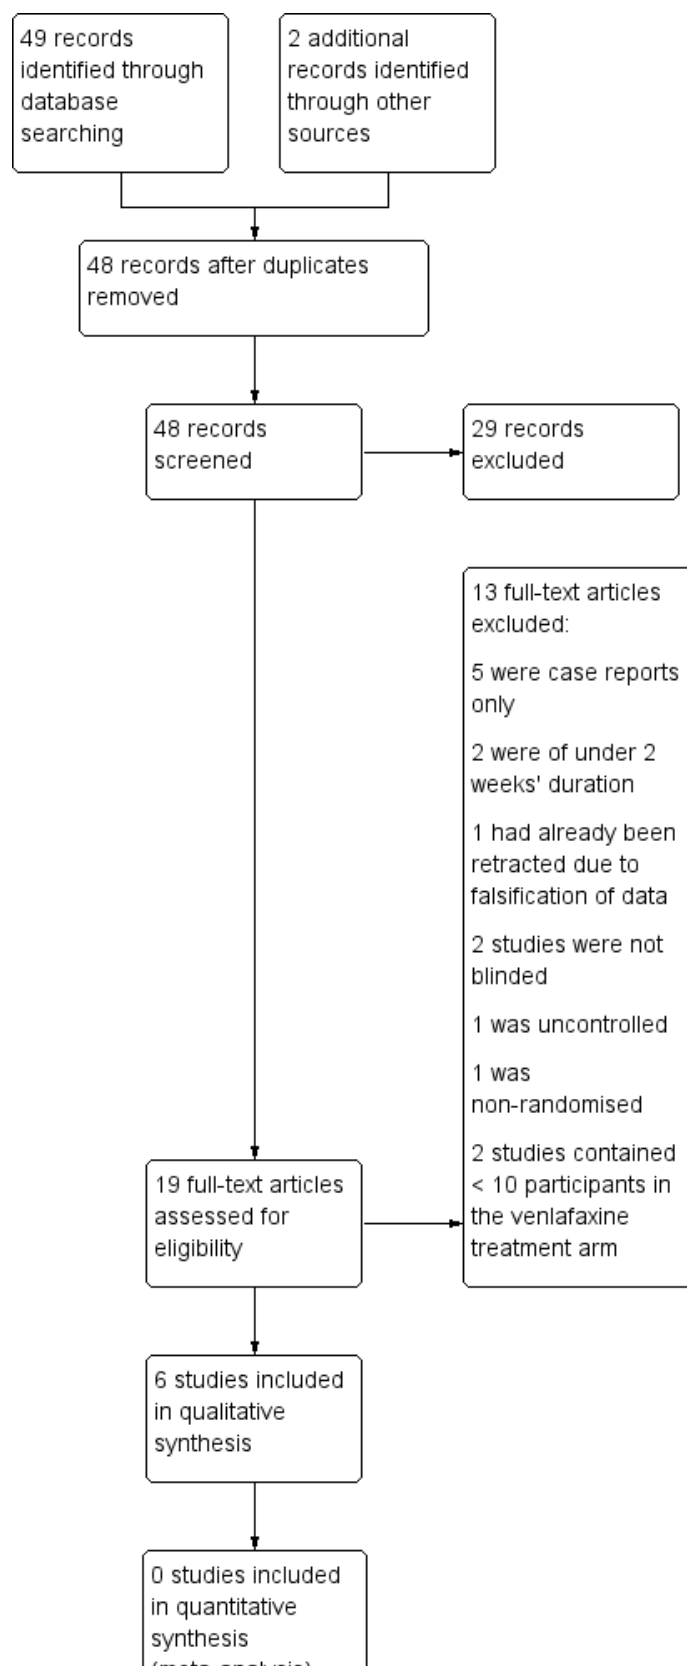 49 records
identified through
database
searching
2 additional
records identified
through other
sources
48 records after duplicates
removed
48 records
screened
29 records
excluded
13 full-text articles
excluded:
5 were case reports
only
2 were of under 2
weeks' duration
1 had already been
retracted due to
falsification of data
2 studies were not
blinded
1 was uncontrolled
1 was
non-randomised
2 studies contained
< 10 participants in
the venlafaxine
treatment arm
19 full-text articles
assessed for
eligibility
6 studies included
in qualitative
synthesis
0 studies included
in quantitative
synthesis
(meta-analysis)